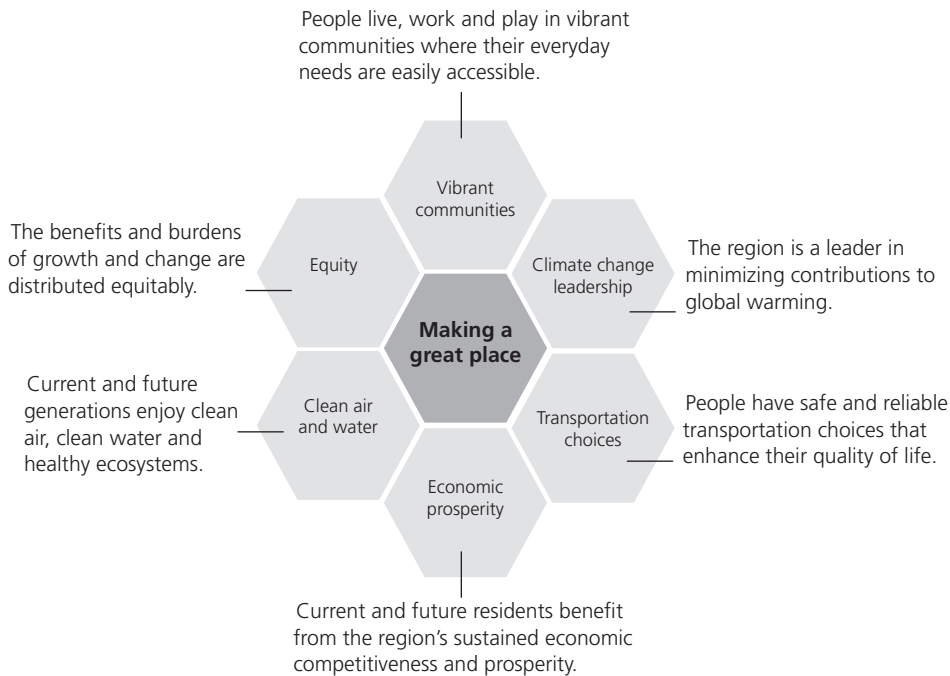 People live, work and play in vibrant
communities where their everyday
needs are easily accessible.
Vibrant
communities
The benefits and burdens
of growth and change are
distributed equitably.
Equity
Climate change
leadership
The region is a leader in
minimizing contributions to
global warming.
Making a
great place
Current and future
generations enjoy clean
air, clean water and
healthy ecosystems.
Clean air
and water
Transportation
choices
People have safe and reliable
transportation choices that
enhance their quality of life.
Economic
prosperity
Current and future residents benefit
from the region’s sustained economic
competitiveness and prosperity.